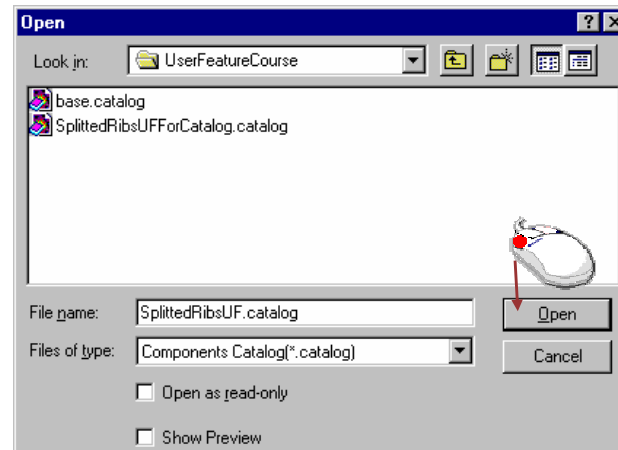 Open
Look in: UserFeatureCourse
base.catalog
SplittedRibsUFForCatalog.catalog
File name: SplittedRibsUF.catalog Open
Files of type: Components Catalog(*.catalog) Cancel
Open as read-only
Show Preview